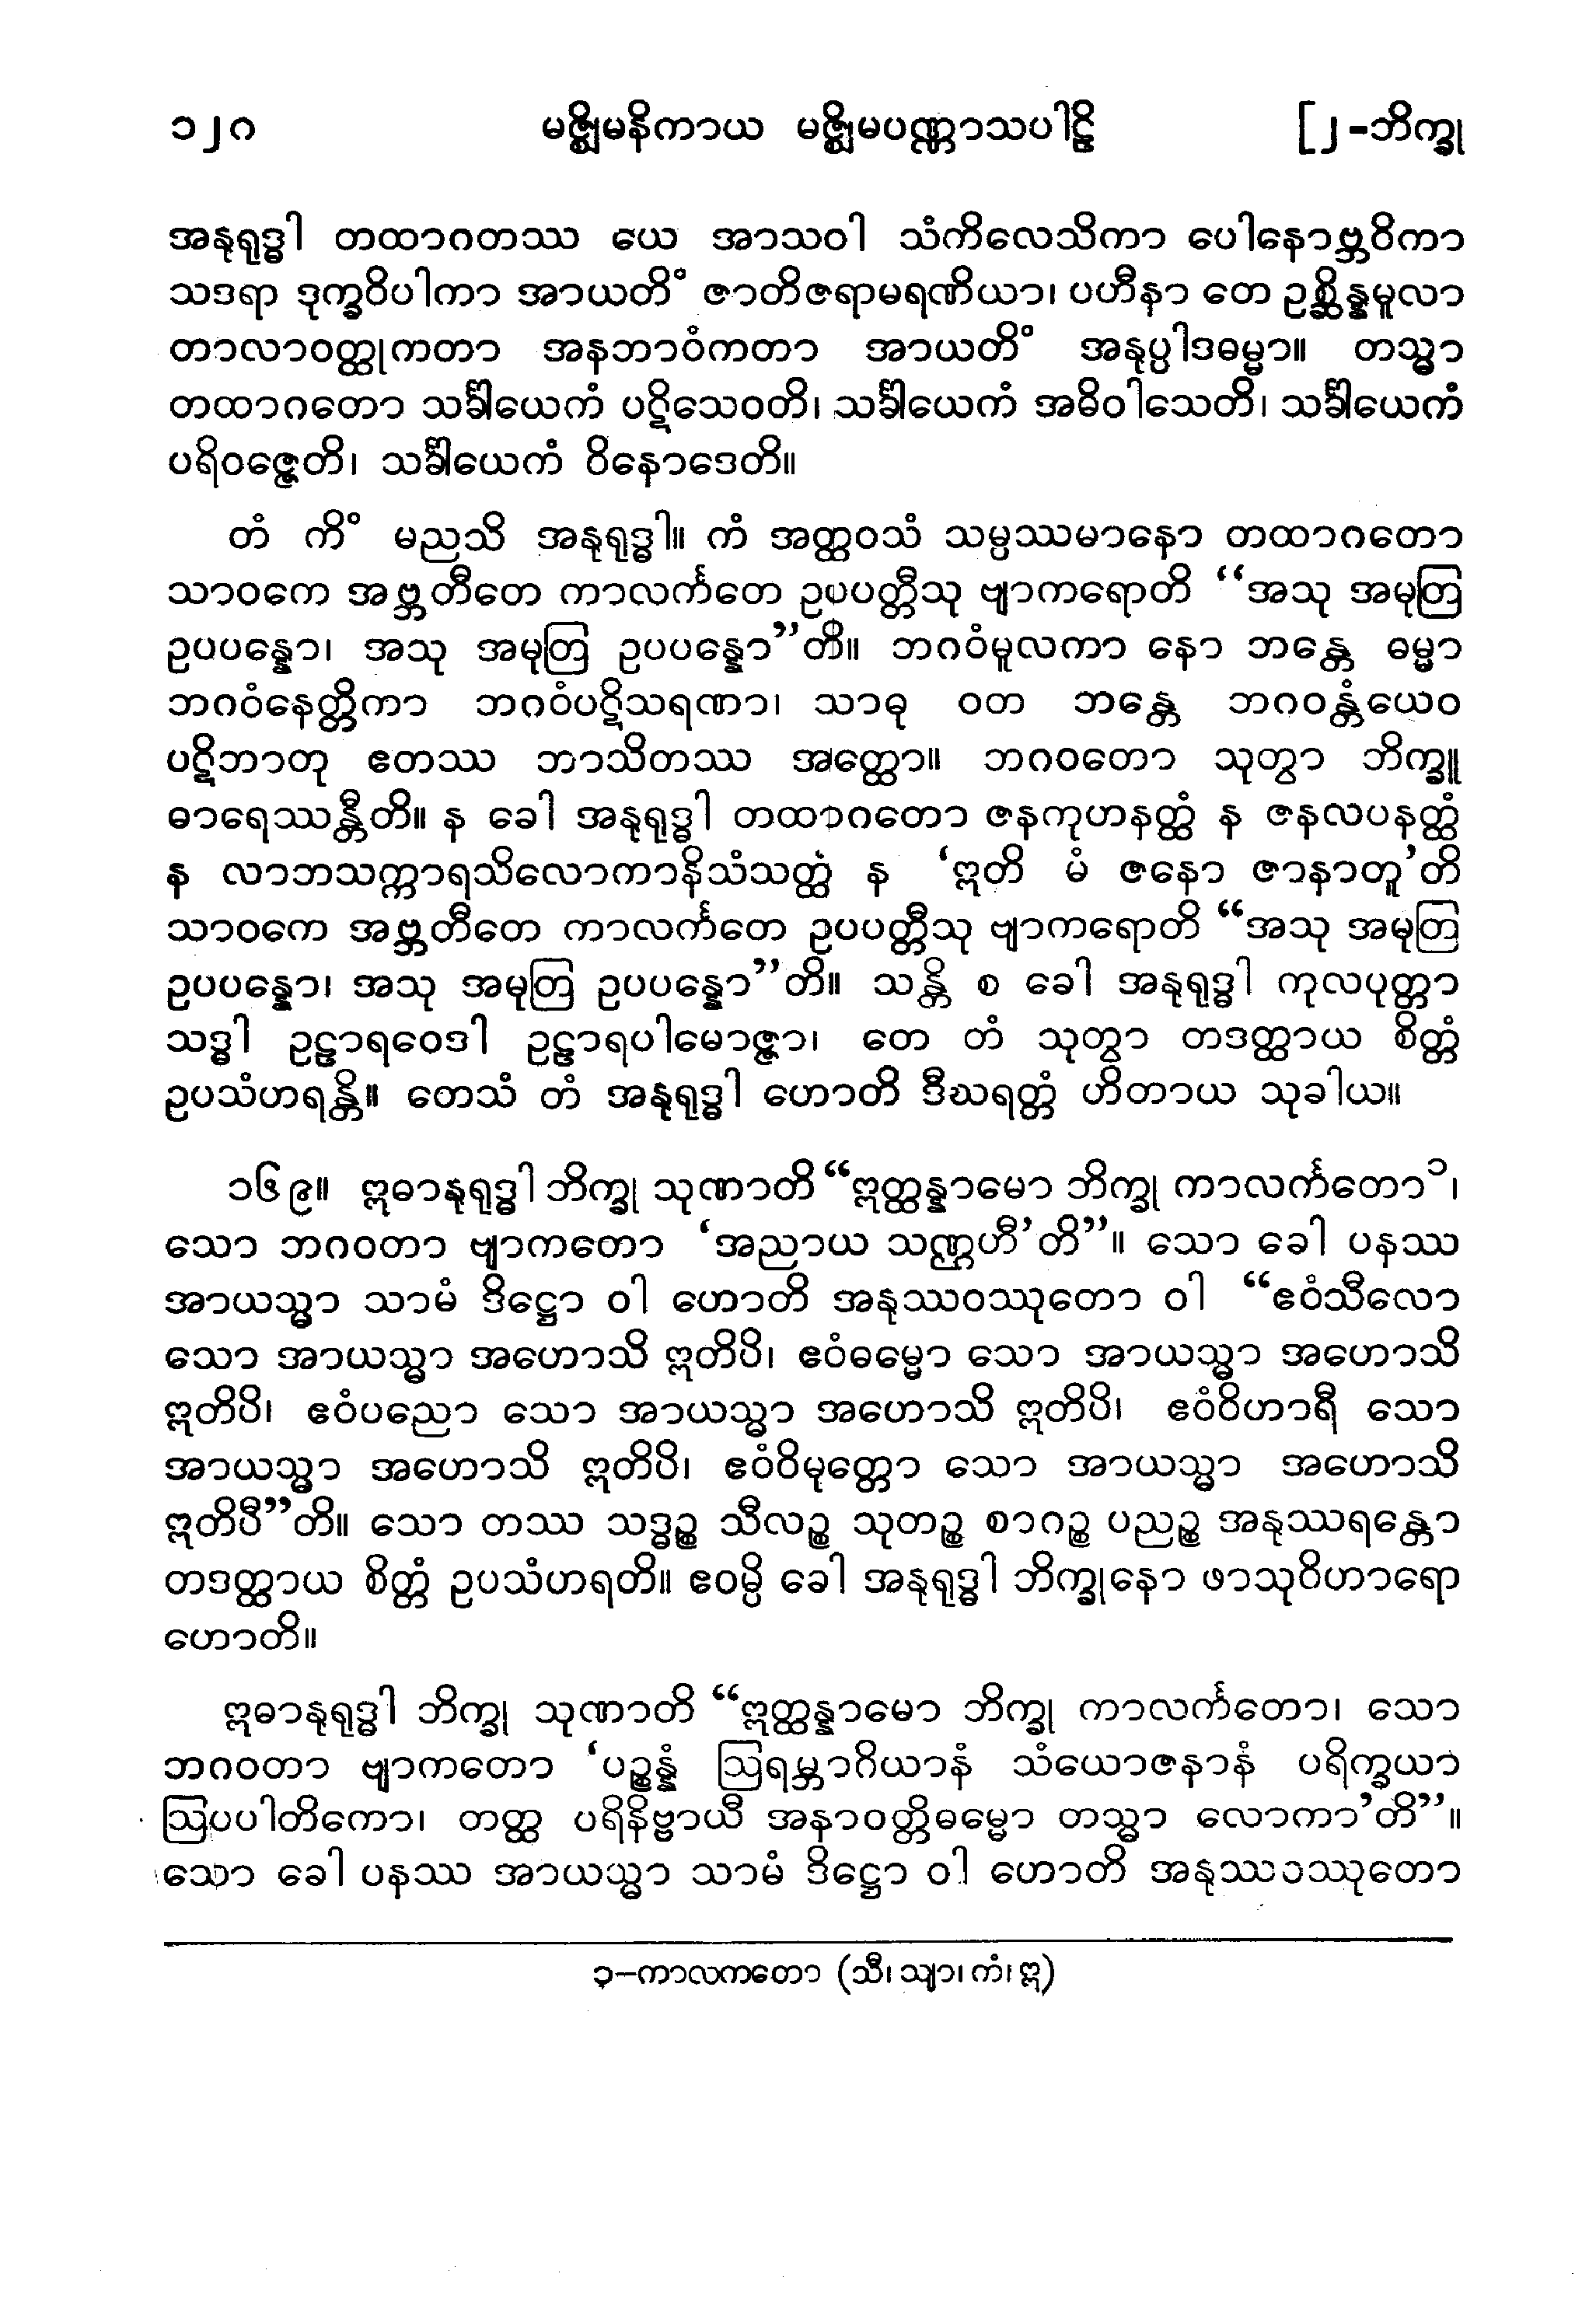 ၁၂၀ မဇ္ဈိမနိကာယ မဇ္ဈိမပဏ္ဏာသပါဠိ [၂-ဘိက္ခု
အနုရုဒ္ဓါ တထာဂတဿ ယေ အာသဝါ သံကိလေသိကာ ပေါနောဗ္ဘဝိကာ
သဒရာ ဒုက္ခဝိပါကာ အာယတိံ ဇာတိဇရာမရဏိယာ၊ ပဟီနာ တေ ဥစ္ဆိန္နမူလာ
တာလာဝတ္ထုကတာ အနဘာဝံကတာ အာယတိံ အနုပ္ပါဒဓမ္မာ။ တသ္မာ
တထာဂတော သင်္ခါယေကံ ပဋိသေဝတိ၊ သင်္ခါယေကံ အဓိဝါသေတိ၊ သင်္ခါယေကံ
ပရိဝဇ္ဇေတိ၊ သင်္ခါယေကံ ဝိနောဒေတိ။
တံ ကိံ မညသိ အနုရုဒ္ဓါ။ ကံ အတ္ထဝသံ သမ္ပဿမာနော တထာဂတော
သာဝကေ အဗ္ဘတီတေ ကာလင်္ကတေ ဥပပတ္တီသု ဗျာကရောတိ “အသု အမုတြ
ဥပပန္နော၊ အသု အမုတြ ဥပပန္နော”တိ။ ဘဂဝံမူလကာ နော ဘန္တေ ဓမ္မာ
ဘဂဝံနေတ္တိကာ ဘဂဝံပဋိသရဏာ၊ သာဓု ဝတ ဘန္တေ ဘဂဝန္တံယေဝ
ပဋိဘာတု ဧတဿ ဘာသိတဿ အတ္ထော။ ဘဂဝတော သုတွာ ဘိက္ခူ
ဓာရေဿန္တီတိ။ န ခေါ အနုရုဒ္ဓါ တထာဂတော ဇနကုဟနတ္ထံ န ဇနလပနတ္ထံ
န လာဘသက္ကာရသိလောကာနိသံသတ္ထံ န ‘ဣတိ မံ ဇနော ဇာနာတူ’တိ
သာဝကေ အဗ္ဘတီတေ ကာလင်္ကတေ ဥပပတ္တီသု ဗျာကရောတိ “အသု အမုတြ
ဥပပန္နော၊ အသု အမုတြ ဥပပန္နော”တိ။ သန္တိ စ ခေါ အနုရုဒ္ဓါ ကုလပုတ္တာ
သဒ္ဓါ ဥဠာရဝေဒါ ဥဠာရပါမောဇ္ဇာ၊ တေ တံ သုတွာ တဒတ္ထာယ စိတ္တံ
ဥပသံဟရန္တိ။ တေသံ တံ အနုရုဒ္ဓါ ဟောတိ ဒီဃရတ္တံ ဟိတာယ သုခါယ။
၁၆၉။ ဣဓာနုရုဒ္ဓါ ဘိက္ခု သုဏာတိ “ဣတ္ထန္နာမော ဘိက္ခု ကာလင်္ကတော၁၊
သော ဘဂဝတာ ဗျာကတော ‘အညာယ သဏ္ဌဟီ’တိ”။ သော ခေါ ပနဿ
အာယသ္မာ သာမံ ဒိဋ္ဌော ဝါ ဟောတိ အနုဿဝဿုတော ဝါ “ဧဝံသီလော
သော အာယသ္မာ အဟောသိ ဣတိပိ၊ ဧဝံဓမ္မော သော အာယသ္မာ အဟောသိ
ဣတိပိ၊ ဧဝံပညော သော အာယသ္မာ အဟောသိ ဣတိပိ၊ ဧဝံဝိဟာရီ သော
အာယသ္မာ အဟောသိ ဣတိပိ၊ ဧဝံဝိမုတ္တော သော အာယသ္မာ အဟောသိ
ဣတိပီ”တိ။ သော တဿ သဒ္ဓဉ္စ သီလဉ္စ သုတဉ္စ စာဂဉ္စ ပညဉ္စ အနုဿရန္တော
တဒတ္ထာယ စိတ္တံ ဥပသံဟရတိ။ ဧဝမ္ပိ ခေါ အနုရုဒ္ဓါ ဘိက္ခုနော ဖာသုဝိဟာရော
ဟောတိ။
ဣဓာနုရုဒ္ဓါ ဘိက္ခု သုဏာတိ “ဣတ္ထန္နာမော ဘိက္ခု ကာလင်္ကတော၊ သော
ဘဂဝတာ ဗျာကတော ‘ပဉ္စန္နံ ဩရမ္ဘာဂိယာနံ သံယောဇနာနံ ပရိက္ခယာ
ဩပပါတိကော၊ တတ္ထ ပရိနိဗ္ဗာယီ အနာဝတ္တိဓမ္မော တသ္မာ လောကာ’တိ”။
သော ခေါ ပနဿ အာယသ္မာ သာမံ ဒိဋ္ဌော ဝါ ဟောတိ အနုဿဝဿုတော
၁–ကာလကတော (သီ၊ သျာ၊ ကံ၊ ဣ)